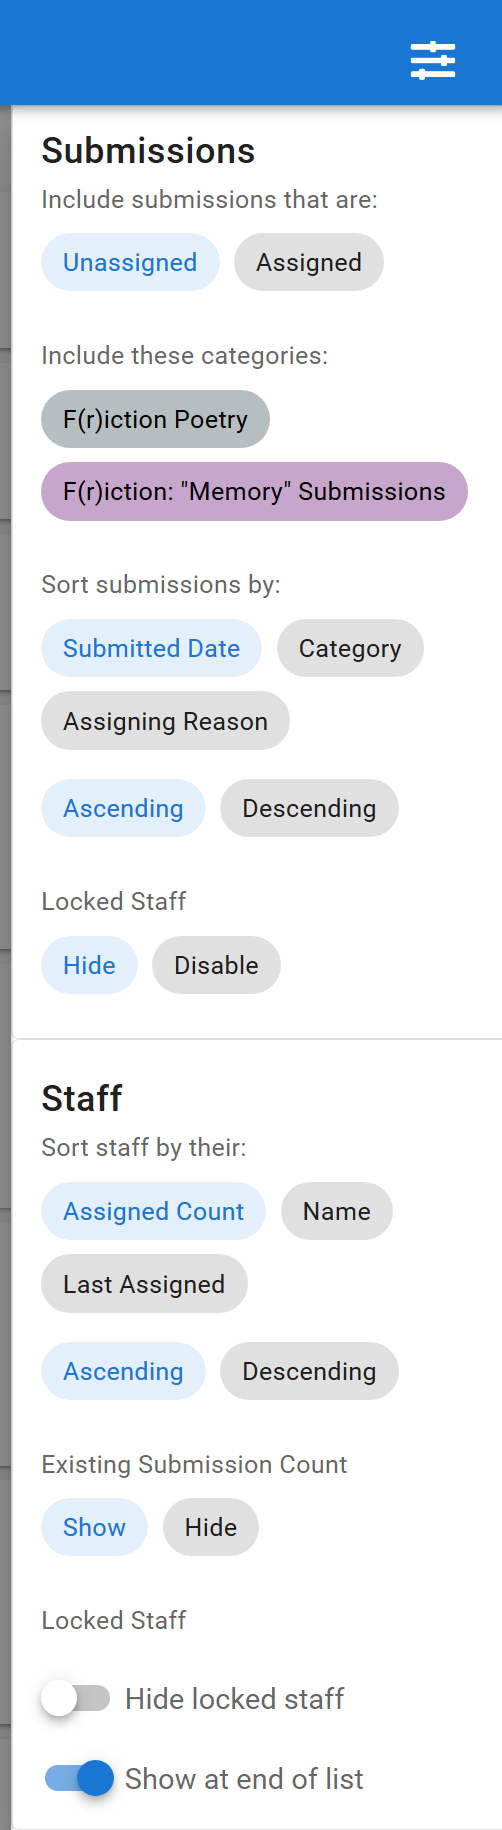 Submissions
Include submissions that are:
Unassigned Assigned
Include these categories:
F(r)iction Poetry
F(r)iction: "Memory" Submissions
Sort submissions by:
Submitted Date Category
Assigning Reason
Ascending Descending
Locked Staff
Hide Disable
Staff
Sort staff by their:
Assigned Count Name
Last Assigned
Ascending Descending
Existing Submission Count
Show Hide
Locked Staff
Hide locked staff
Show at end of list